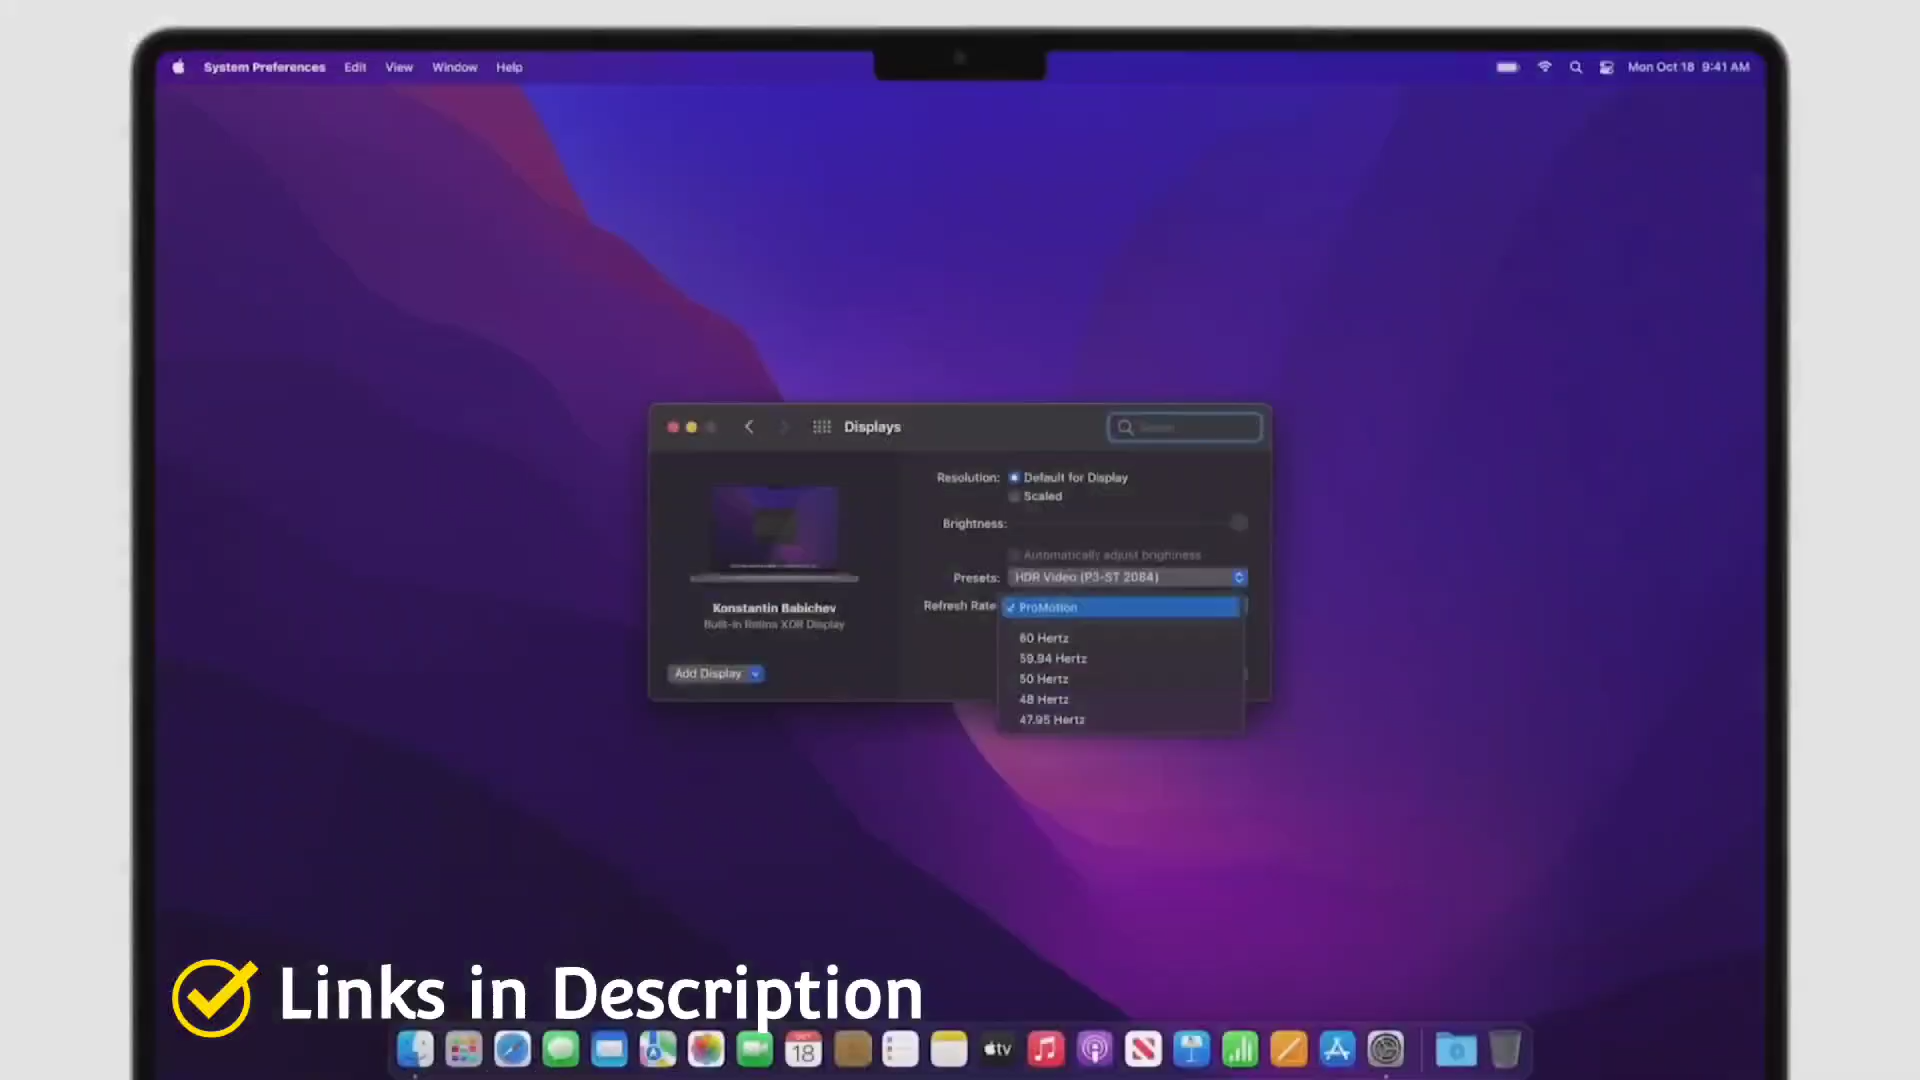 System Preferences Edit View Window Help
Mon Oct 18 9:41 AM
Displays
Resolution: Default for Display
Scaled
Brightness:
Automatically adjust brightness
Presets: HDR Video (P3-ST 2084)
Refresh Rate ✓ ProMotion
60 Hertz
59.94 Hertz
50 Hertz
48 Hertz
47.95 Hertz
Konstantin Babichev
Built-in Retina XDR Display
Add Display
Links in Description
18
tv